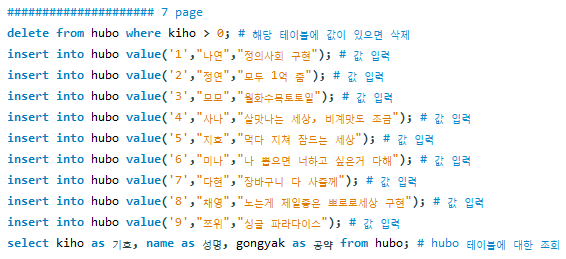 ##################### 7 page
delete from hubo where kiho > 0; # 해당 테이블에 값이 있으면 삭제
insert into hubo value('1',"나연","정의사회 구현"); # 값 입력
insert into hubo value('2',"정연","모두 1억 줌"); # 값 입력
insert into hubo value('3',"모모","월화수목토토일"); # 값 입력
insert into hubo value('4',"사나","살맛나는 세상, 비계맛도 조금"); # 값 입력
insert into hubo value('5',"지효","먹다 지쳐 잠드는 세상"); # 값 입력
insert into hubo value('6',"미나","나 뽑으면 너하고 싶은거 다해"); # 값 입력
insert into hubo value('7',"다현","장바구니 다 사줄께"); # 값 입력
insert into hubo value('8',"채영","노는게 제일좋은 뽀로로세상 구현"); # 값 입력
insert into hubo value('9',"쯔위","싱글 파라다이스"); # 값 입력
select kiho as 기호, name as 성명, gongyak as 공약 from hubo; # hubo 테이블에 대한 조회